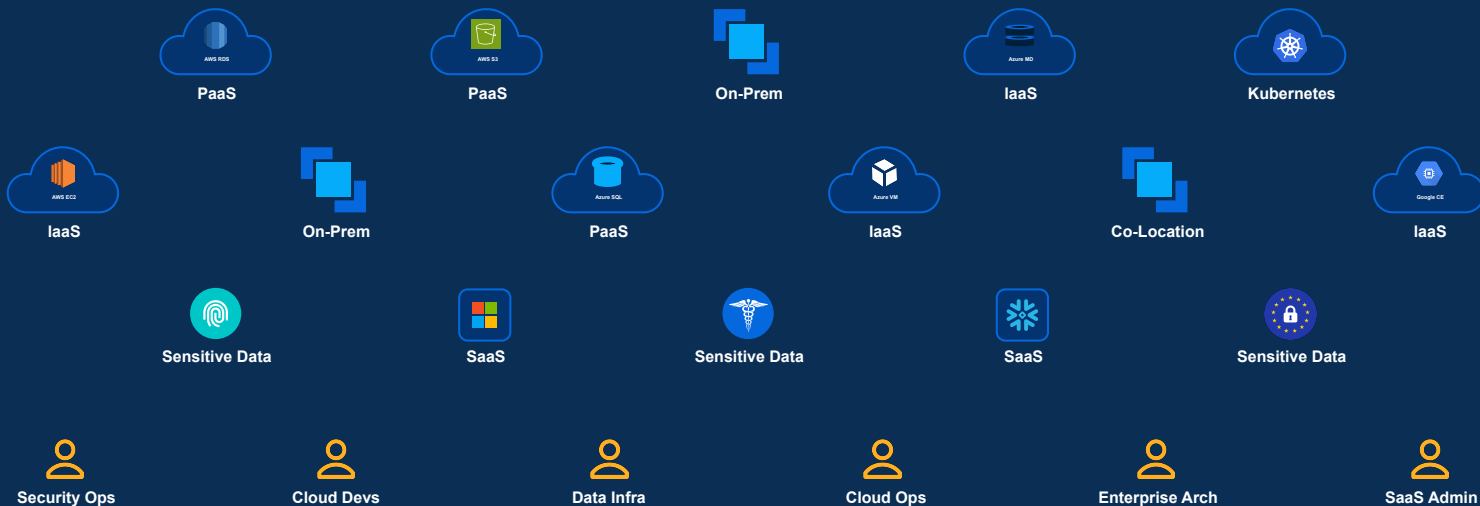 AWS RDS
AWS S3
Azure MD
PaaS
PaaS
On-Prem
IaaS
Kubernetes
AWS EC2
Azure SQL
Azure VM
Google CE
IaaS
On-Prem
PaaS
IaaS
Co-Location
IaaS
Sensitive Data
SaaS
Sensitive Data
SaaS
Sensitive Data
Security Ops
Cloud Devs
Data Infra
Cloud Ops
Enterprise Arch
SaaS Admin